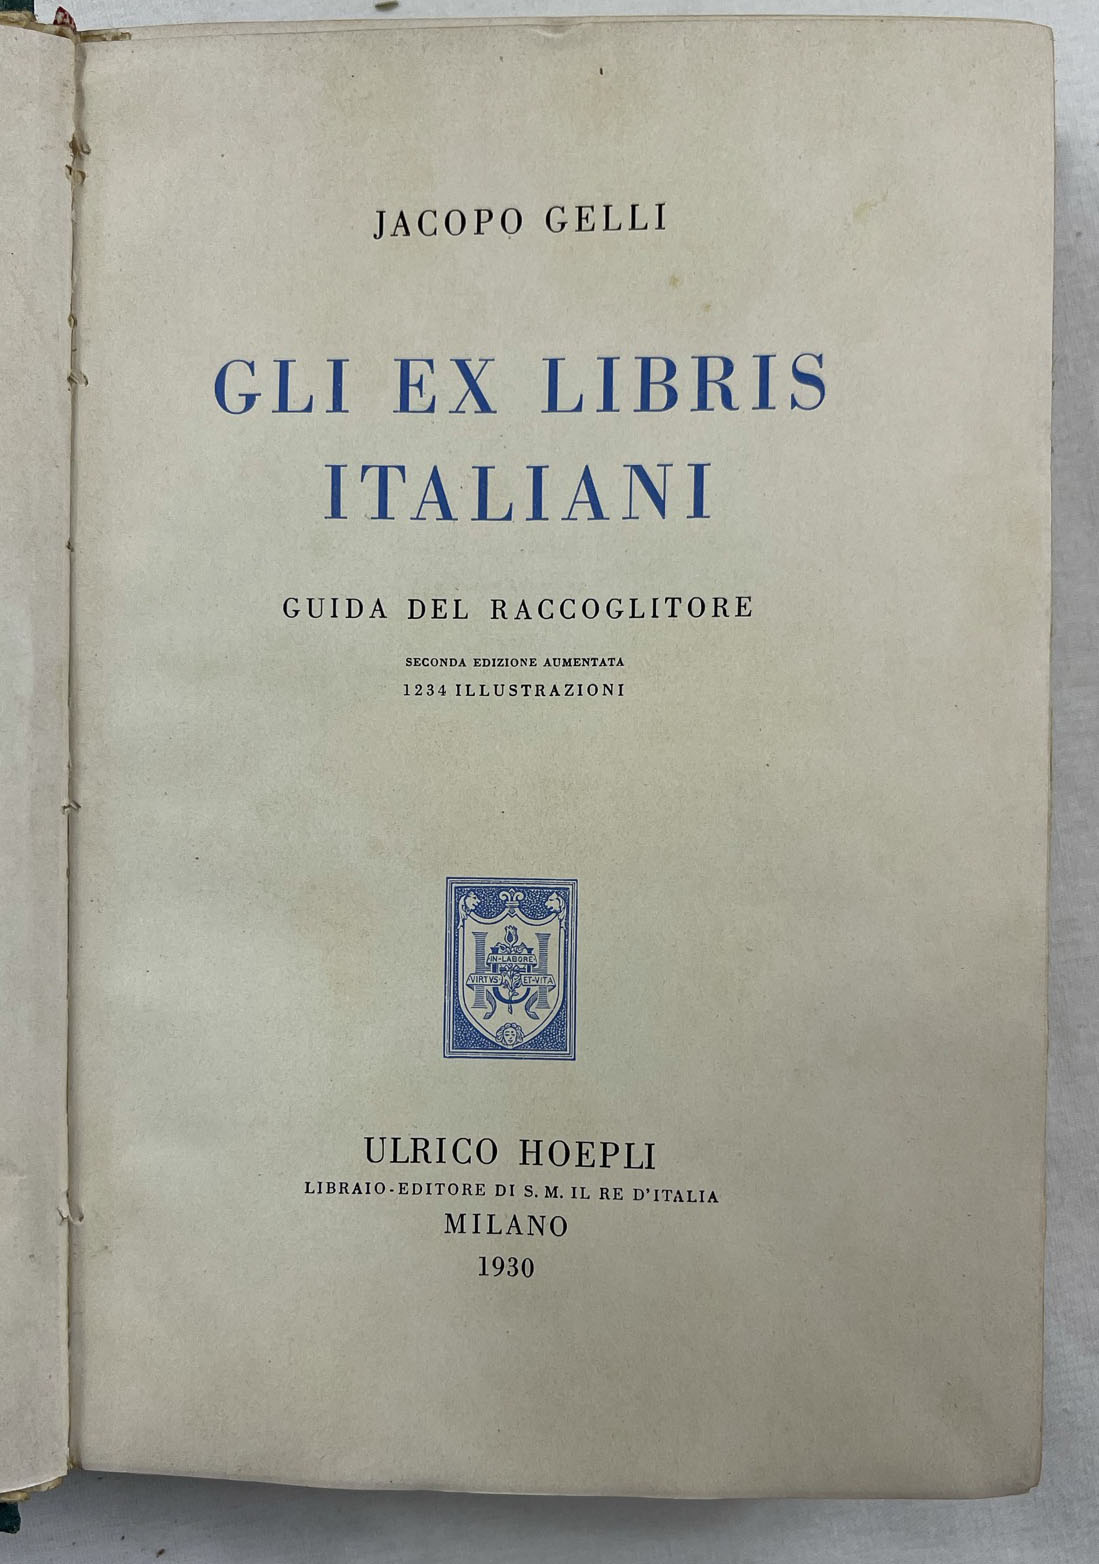 JACOPO GELLI
GLI EX LIBRIS
ITALIANI
GUIDA DEL RACCOGLITORE
SECONDA EDIZIONE AUMENTATA
1234 ILLUSTRAZIONI
IN-LABORE
VIRTVS ET-VITA
ULRICO HOEPLI
LIBRAIO-EDITORE DI S. M. IL RE D'ITALIA
MILANO
1930